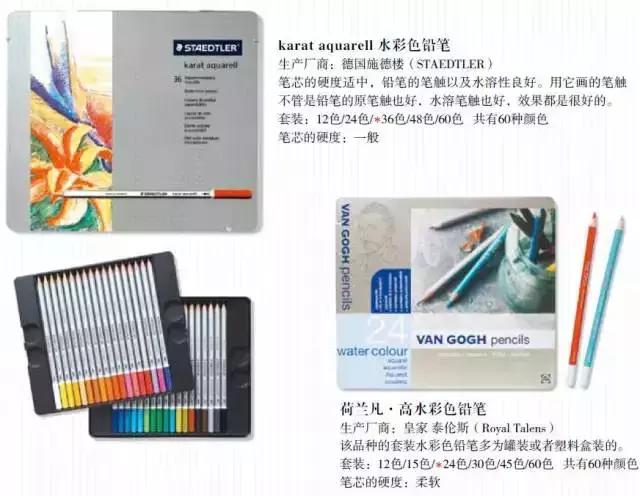 STAEDTLER
karat aquarell
36
karat aquarell 水彩色铅笔
生产厂商：德国施德楼（STAEDTLER）
笔芯的硬度适中，铅笔的笔触以及水溶性良好。用它画的笔触
不管是铅笔的原笔触也好，水溶笔触也好，效果都是很好的。
套装：12色/24色/*36色/48色/60色 共有60种颜色
笔芯的硬度：一般
VAN GOGH pencils
24
water colour
aquarel
VAN GOGH pencils
荷兰凡·高水彩色铅笔
生产厂商：皇家 泰伦斯（Royal Talens）
该品种的套装水彩色铅笔多为罐装或者塑料盒装的。
套装：12色/15色/*24色/30色/45色/60色 共有60种颜色
笔芯的硬度：柔软